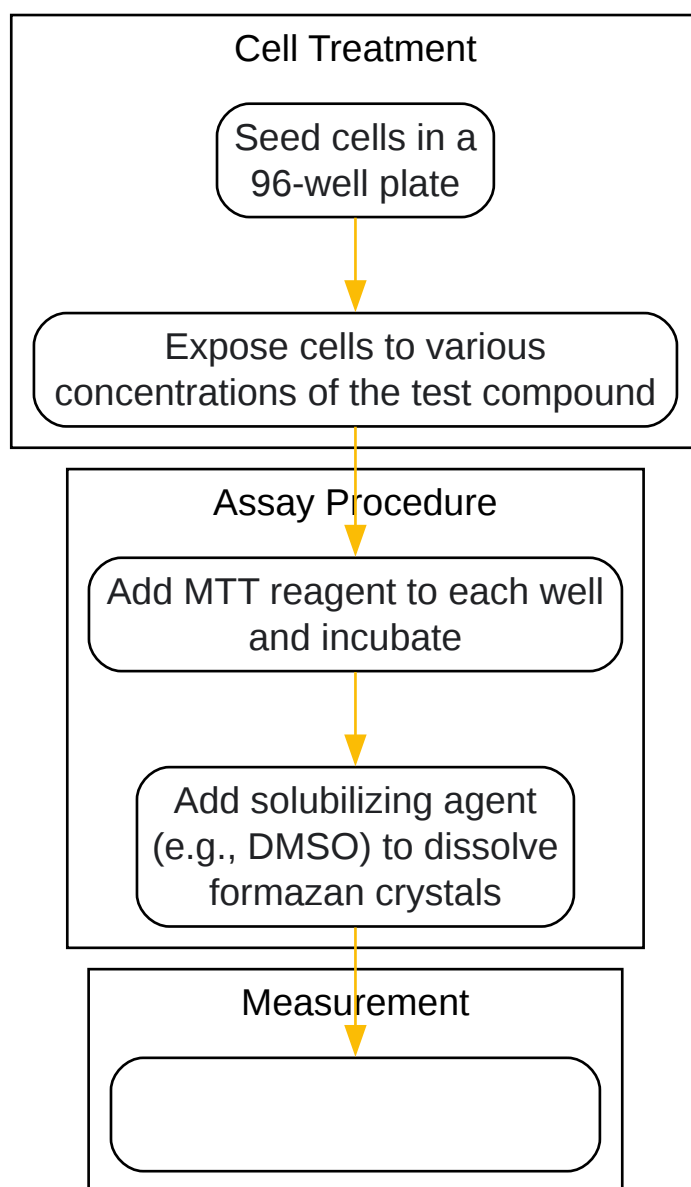 Cell Treatment
Seed cells in a
96-well plate
Expose cells to various
concentrations of the test compound
Assay Procedure
Add MTT reagent to each well
and incubate
Add solubilizing agent
(e.g., DMSO) to dissolve
formazan crystals
Measurement